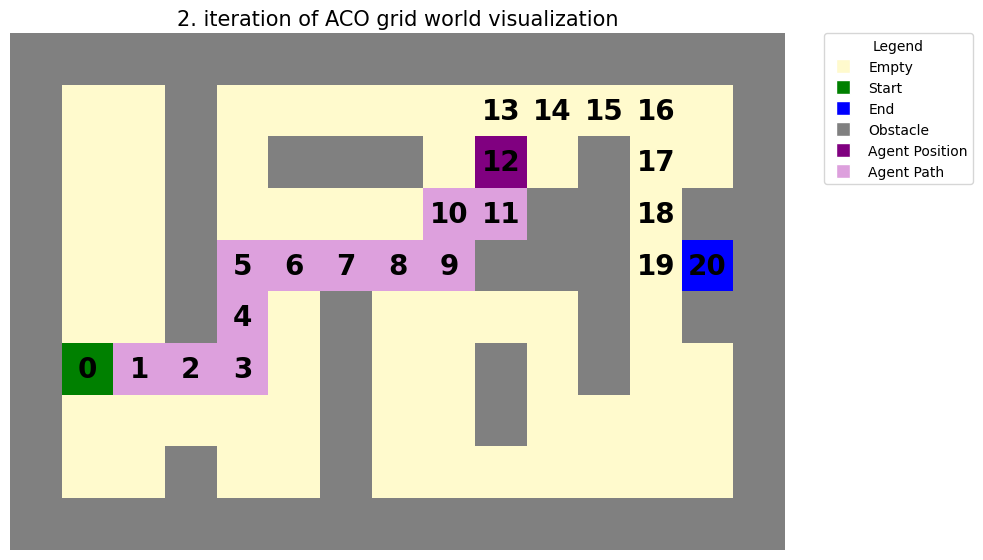 2. iteration of ACO grid world visualization
Legend
Empty
Start
End
Obstacle
Agent Position
Agent Path
13 14 15 16
12 17
10 11 18
5 6 7 8 9 19 20
4
0 1 2 3